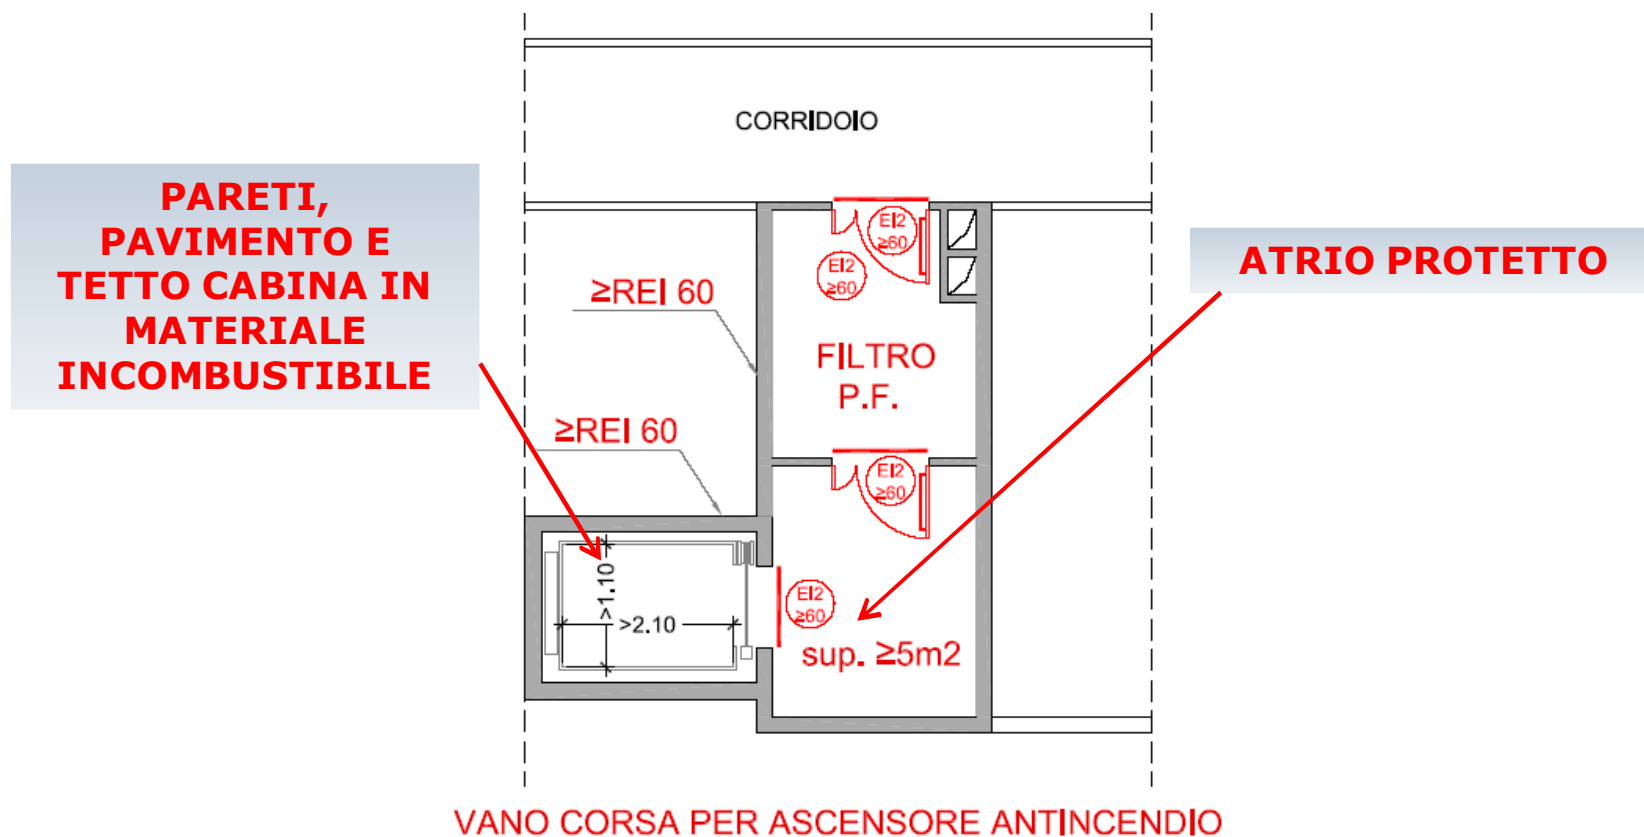 CORRIDOIO
PARETI,
PAVIMENTO E
TETTO CABINA IN
MATERIALE
INCOMBUSTIBILE
ATRIO PROTETTO
EI2
≥60
EI2
≥60
≥REI 60
FILTRO
P.F.
≥REI 60
EI2
≥60
>1.10
>2.10
EI2
≥60
sup. ≥5m2
VANO CORSA PER ASCENSORE ANTINCENDIO